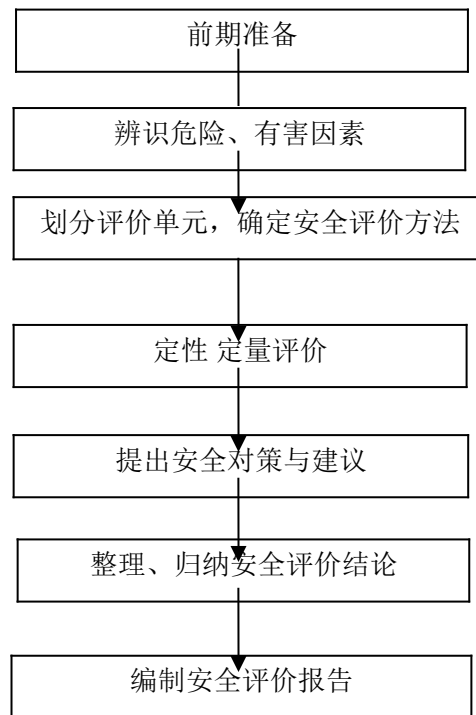 前期准备
辨识危险、有害因素
划分评价单元，确定安全评价方法
定性 定量评价
提出安全对策与建议
整理、归纳安全评价结论
编制安全评价报告